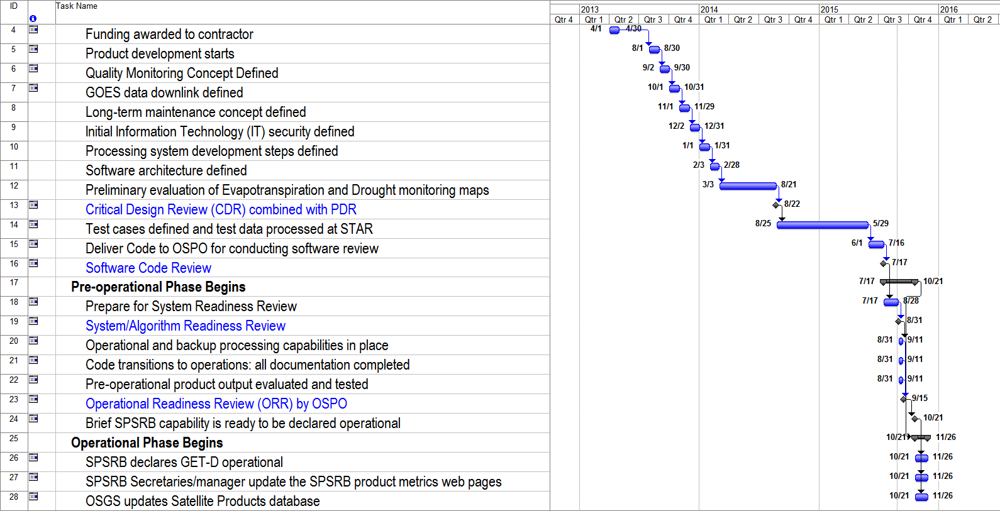 ID Task Name 2013 2014 2015 2016
Qtr 4 Qtr 1 Qtr 2 Qtr 3 Qtr 4 Qtr 1 Qtr 2 Qtr 3 Qtr 4 Qtr 1 Qtr 2 Qtr 3 Qtr 4 Qtr 1 Qtr 2
4 Funding awarded to contractor 4/1 4/30
5 Product development starts 8/1 8/30
6 Quality Monitoring Concept Defined 9/2 9/30
7 GOES data downlink defined 10/1 10/31
8 Long-term maintenance concept defined 11/1 11/29
9 Initial Information Technology (IT) security defined 12/2 12/31
10 Processing system development steps defined 1/1 1/31
11 Software architecture defined 2/3 2/28
12 Preliminary evaluation of Evapotranspiration and Drought monitoring maps 3/3 8/21
13 Critical Design Review (CDR) combined with PDR 8/22
14 Test cases defined and test data processed at STAR 8/25 5/29
15 Deliver Code to OSPO for conducting software review 6/1 7/16
16 Software Code Review 7/17
17 Pre-operational Phase Begins 7/17 10/21
18 Prepare for System Readiness Review 7/17 8/28
19 System/Algorithm Readiness Review 8/31
20 Operational and backup processing capabilities in place 8/31 9/11
21 Code transitions to operations: all documentation completed 8/31 9/11
22 Pre-operational product output evaluated and tested 8/31 9/11
23 Operational Readiness Review (ORR) by OSPO 9/15
24 Brief SPSRB capability is ready to be declared operational 10/21
25 Operational Phase Begins 10/21 11/26
26 SPSRB declares GET-D operational 10/21 11/26
27 SPSRB Secretaries/manager update the SPSRB product metrics web pages 10/21 11/26
28 OSGS updates Satellite Products database 10/21 11/26